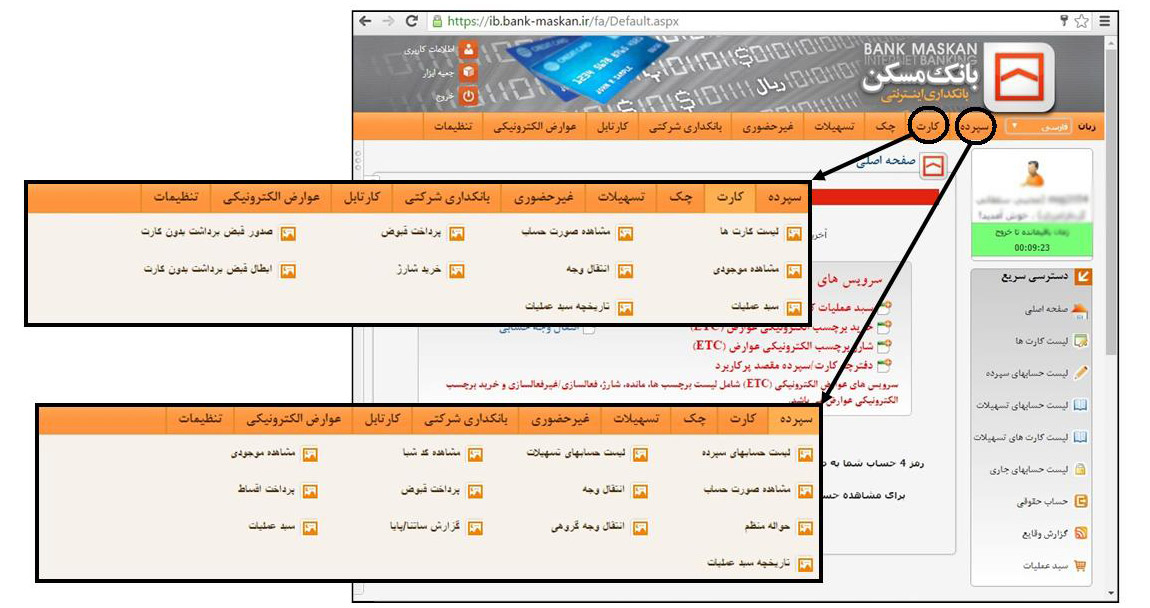 https://ib.bank-maskan.ir/fa/Default.aspx
BANK MASKAN
INTERNET BANKING
بانک مسکن
بانکداری اینترنتی
اطلاعات کاربری
جعبه ابزار
خروج
CREDIT CARD
ریال
زبان فارسی سپرده کارت چک تسهیلات غیرحضوری بانکداری شرکتی کارتابل عوارض الکترونیکی تنظیمات
صفحه اصلی
خوش آمدید!
زمان باقیمانده تا خروج
00:09:23
دسترسی سریع
صفحه اصلی
لیست کارت ها
لیست حسابهای سپرده
لیست حسابهای تسهیلات
لیست کارت های تسهیلات
لیست حسابهای جاری
حساب حقوقی
گزارش وقایع
سبد عملیات
سپرده کارت چک تسهیلات غیرحضوری بانکداری شرکتی کارتابل عوارض الکترونیکی تنظیمات
لیست کارت ها مشاهده صورت حساب پرداخت قبوض صدور قبض برداشت بدون کارت
مشاهده موجودی انتقال وجه خرید شارژ ابطال قبض برداشت بدون کارت
سبد عملیات تاریخچه سبد عملیات
سرویس های
سبد عملیات
خرید برچسب الکترونیکی عوارض (ETC)
انتقال وجه حسابی
شارژ برچسب الکترونیکی عوارض (ETC)
دفترچه کارت/سپرده مقصد پرکاربرد
سرویس های عوارض الکترونیکی (ETC) شامل لیست برچسب ها، مانده، شارژ، فعالسازی/غیرفعالسازی و خرید برچسب
الکترونیکی عوارض می باشد.
رمز 4 حساب شما به
برای مشاهده
سپرده کارت چک تسهیلات غیرحضوری بانکداری شرکتی کارتابل عوارض الکترونیکی تنظیمات
لیست حسابهای سپرده لیست حسابهای تسهیلات مشاهده کد شبا مشاهده موجودی
مشاهده صورت حساب انتقال وجه پرداخت قبوض پرداخت اقساط
حواله منظم انتقال وجه گروهی گزارش ساتنا/پایا سبد عملیات
تاریخچه سبد عملیات